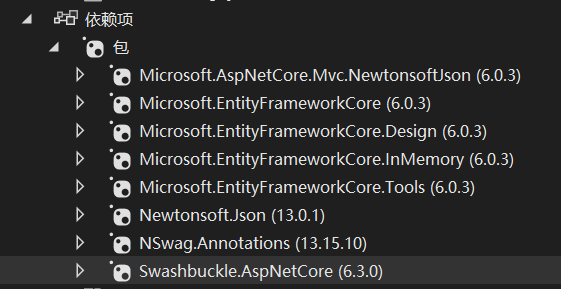 依赖项
包
Microsoft.AspNetCore.Mvc.NewtonsoftJson (6.0.3)
Microsoft.EntityFrameworkCore (6.0.3)
Microsoft.EntityFrameworkCore.Design (6.0.3)
Microsoft.EntityFrameworkCore.InMemory (6.0.3)
Microsoft.EntityFrameworkCore.Tools (6.0.3)
Newtonsoft.Json (13.0.1)
NSwag.Annotations (13.15.10)
Swashbuckle.AspNetCore (6.3.0)